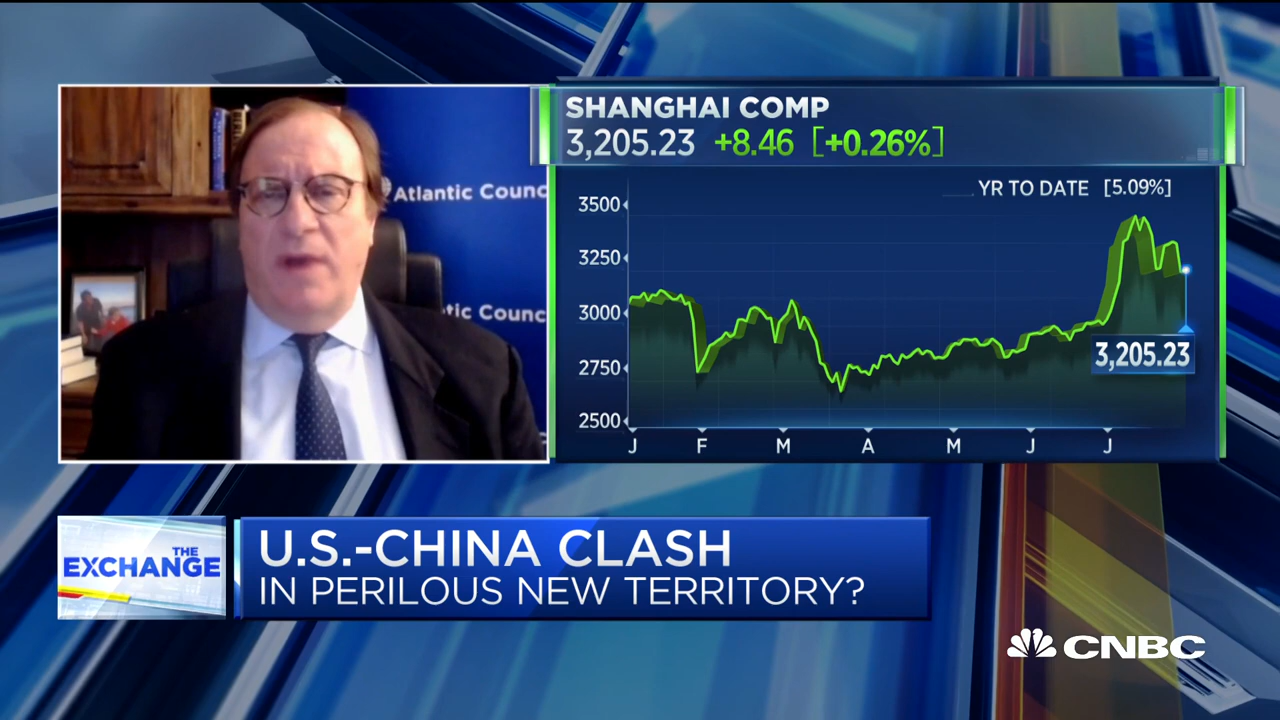 Atlantic Counc
tic Counc
SHANGHAI COMP
3,205.23 +8.46 [+0.26%]
YR TO DATE [5.09%]
3500
3250
3000
2750
2500
3,205.23
J F M A M J J
THE
EXCHANGE
U.S.-CHINA CLASH
IN PERILOUS NEW TERRITORY?
CNBC